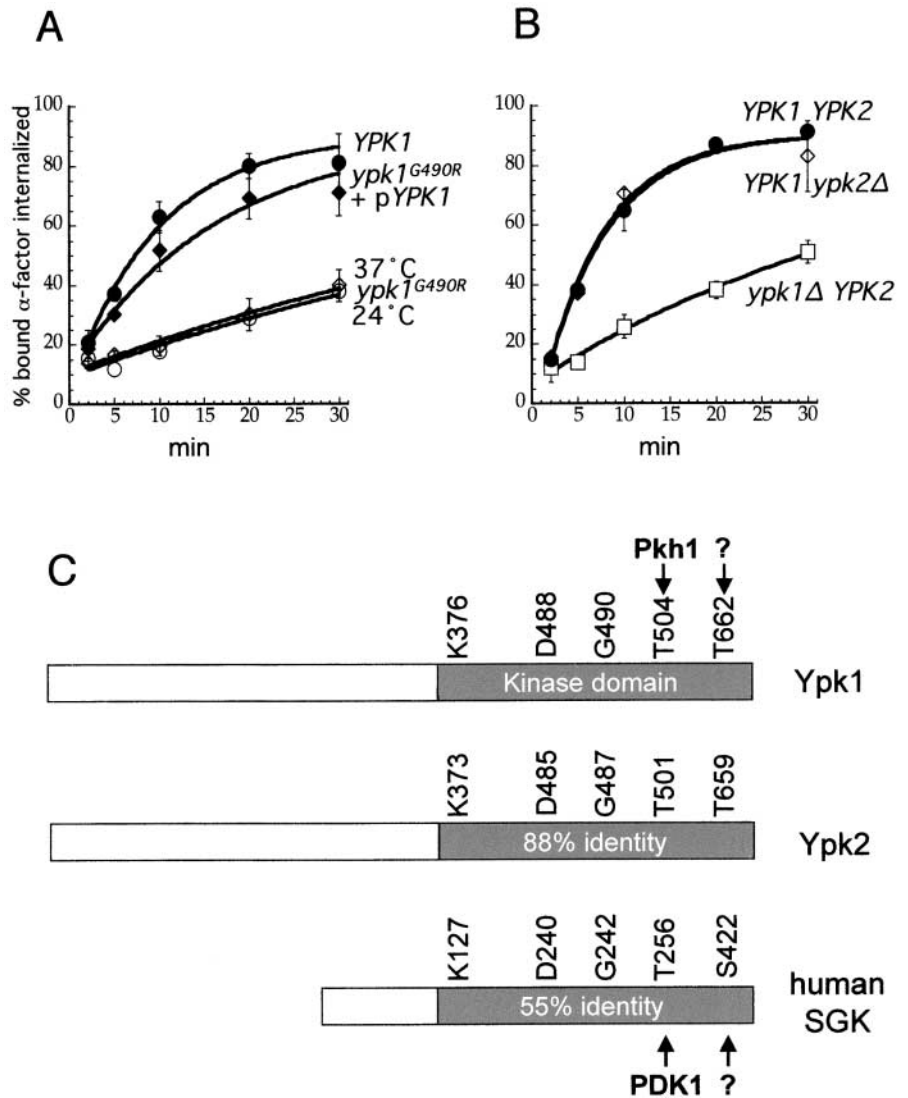 A
% bound α-factor internalized
100
80
60
40
20
0
0 5 10 15 20 25 30
min
YPK1
ypk1G490R
+ pYPK1
37˚C
ypk1G490R
24˚C
B
100
80
60
40
20
0
0 5 10 15 20 25 30
min
YPK1 YPK2
YPK1 ypk2Δ
ypk1Δ YPK2
C
Pkh1 ?
K376 D488 G490 T504 T662
Kinase domain
Ypk1
K373 D485 G487 T501 T659
88% identity
Ypk2
K127 D240 G242 T256 S422
55% identity
human
SGK
PDK1 ?